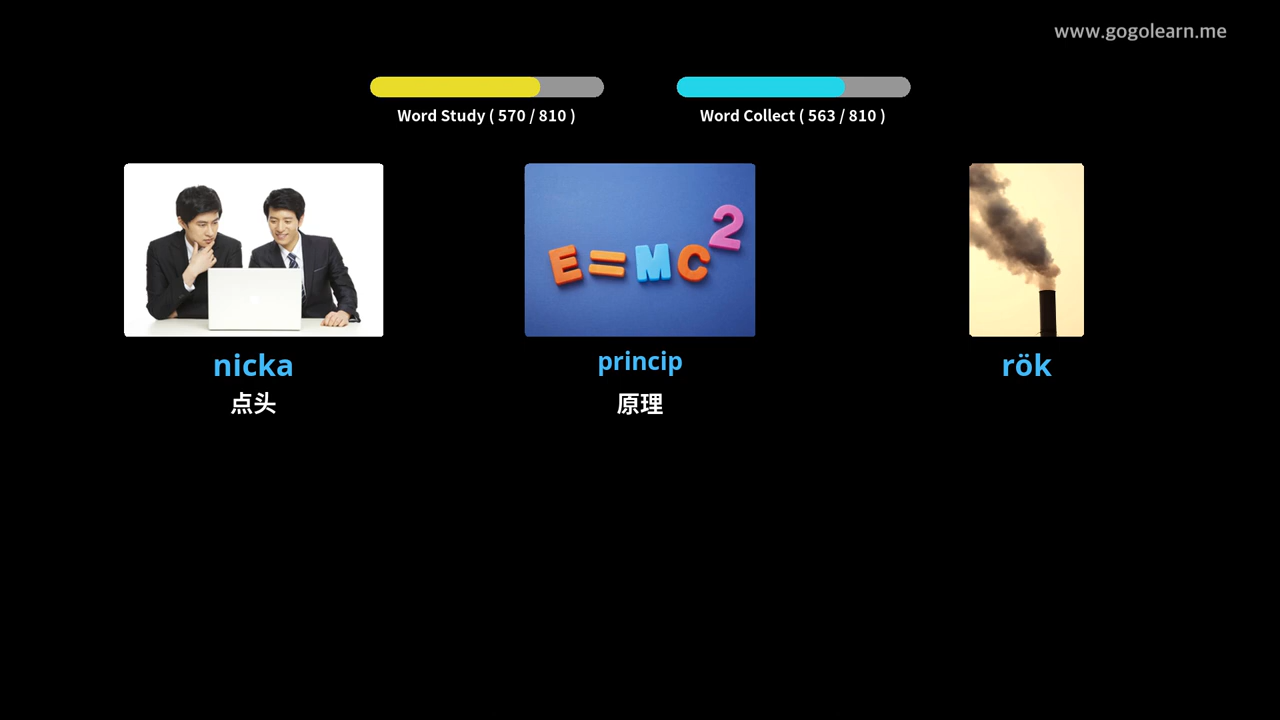 www.gogolearn.me
Word Study ( 570 / 810 )
Word Collect ( 563 / 810 )
E=MC2
nicka
princip
rök
点头
原理